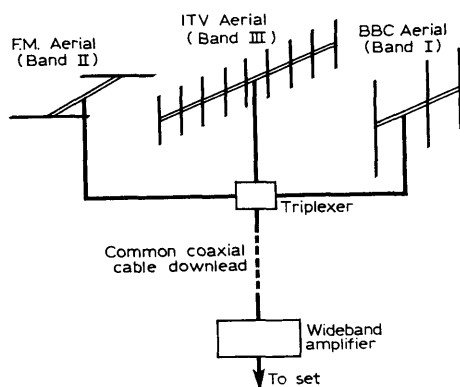 F.M. Aerial
(Band II)
ITV Aerial
(Band III)
BBC Aerial
(Band I)
Triplexer
Common coaxial
cable downlead
Wideband
amplifier
To set